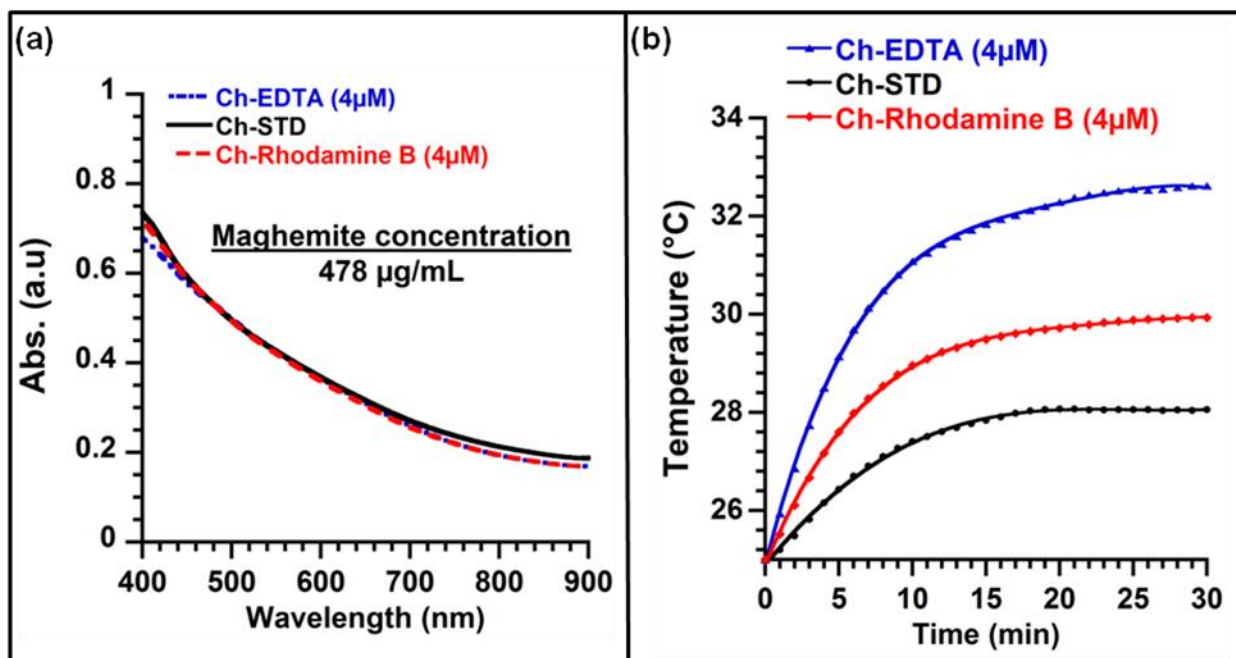 (a)
Ch-EDTA (4µM)
Ch-STD
Ch-Rhodamine B (4µM)
Maghemite concentration
478 µg/mL
1
0.8
0.6
0.4
0.2
0
Abs. (a.u)
400 500 600 700 800 900
Wavelength (nm)
(b)
Ch-EDTA (4µM)
Ch-STD
Ch-Rhodamine B (4µM)
34
32
30
28
26
Temperature (°C)
0 5 10 15 20 25 30
Time (min)